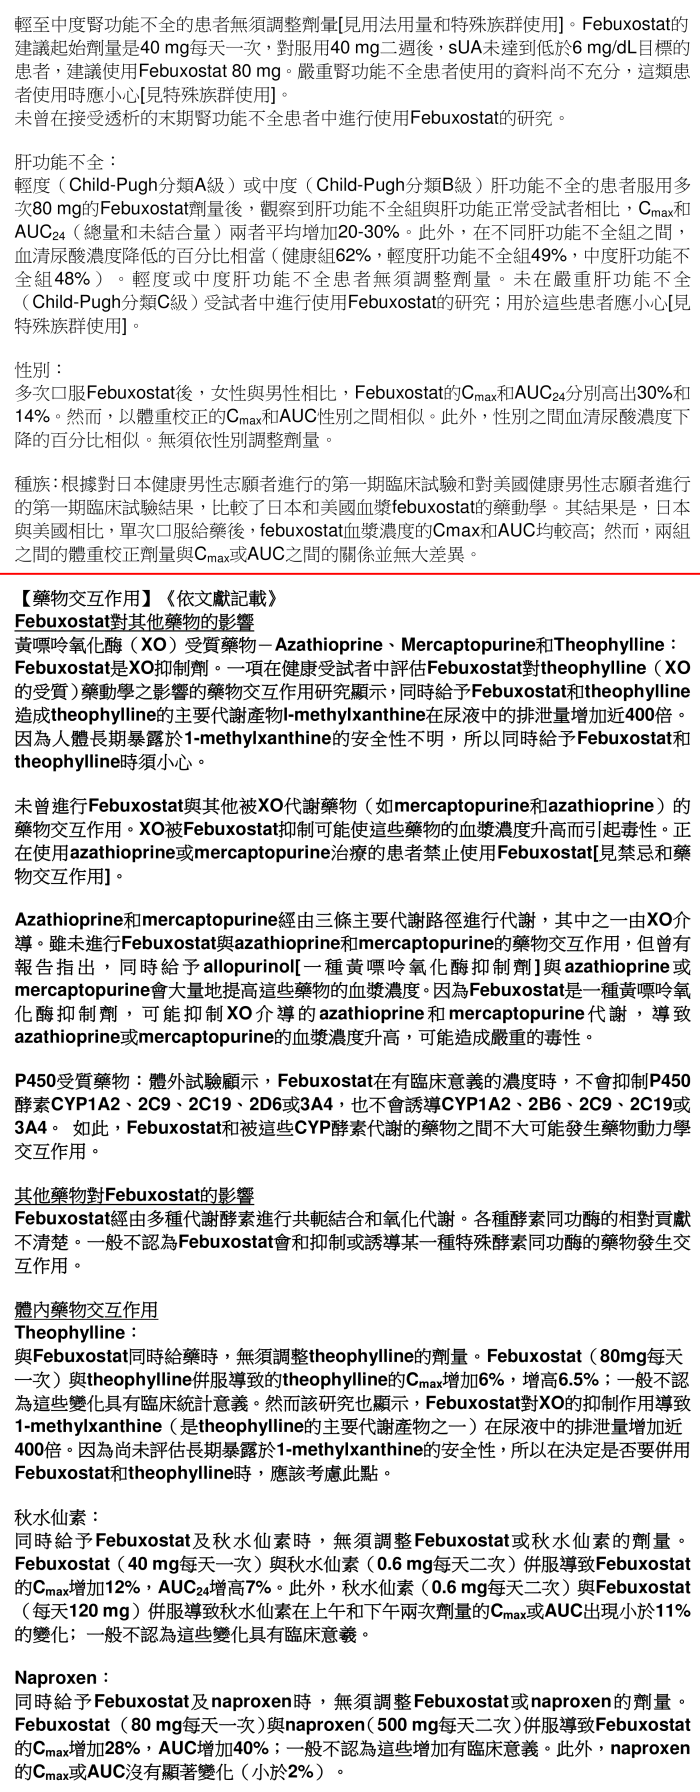 輕至中度腎功能不全的患者無須調整劑量[見用法用量和特殊族群使用]。Febuxostat的
建議起始劑量是40 mg每天一次，對服用40 mg二週後，sUA未達到低於6 mg/dL目標的
患者，建議使用Febuxostat 80 mg。嚴重腎功能不全患者使用的資料尚不充分，這類患
者使用時應小心[見特殊族群使用]。
未曾在接受透析的末期腎功能不全患者中進行使用Febuxostat的研究。
肝功能不全：
輕度（Child-Pugh分類A級）或中度（Child-Pugh分類B級）肝功能不全的患者服用多
次80 mg的Febuxostat劑量後，觀察到肝功能不全組與肝功能正常受試者相比，Cmax和
AUC24（總量和未結合量）兩者平均增加20-30%。此外，在不同肝功能不全組之間，
血清尿酸濃度降低的百分比相當（健康組62%，輕度肝功能不全組49%，中度肝功能不
全組48%）。輕度或中度肝功能不全患者無須調整劑量。未在嚴重肝功能不全
（Child-Pugh分類C級）受試者中進行使用Febuxostat的研究；用於這些患者應小心[見
特殊族群使用]。
性別：
多次口服Febuxostat後，女性與男性相比，Febuxostat的Cmax和AUC24分別高出30%和
14%。然而，以體重校正的Cmax和AUC性別之間相似。此外，性別之間血清尿酸濃度下
降的百分比相似。無須依性別調整劑量。
種族：根據對日本健康男性志願者進行的第一期臨床試驗和對美國健康男性志願者進行
的第一期臨床試驗結果，比較了日本和美國血漿febuxostat的藥動學。其結果是，日本
與美國相比，單次口服給藥後，febuxostat血漿濃度的Cmax和AUC均較高; 然而，兩組
之間的體重校正劑量與Cmax或AUC之間的關係並無大差異。
【藥物交互作用】《依文獻記載》
Febuxostat對其他藥物的影響
黃嘌呤氧化酶（XO）受質藥物－Azathioprine、Mercaptopurine和Theophylline：
Febuxostat是XO抑制劑。一項在健康受試者中評估Febuxostat對theophylline（XO
的受質）藥動學之影響的藥物交互作用研究顯示，同時給予Febuxostat和theophylline
造成theophylline的主要代謝產物l-methylxanthine在尿液中的排泄量增加近400倍。
因為人體長期暴露於1-methylxanthine的安全性不明，所以同時給予Febuxostat和
theophylline時須小心。
未曾進行Febuxostat與其他被XO代謝藥物（如mercaptopurine和azathioprine）的
藥物交互作用。XO被Febuxostat抑制可能使這些藥物的血漿濃度升高而引起毒性。正
在使用azathioprine或mercaptopurine治療的患者禁止使用Febuxostat[見禁忌和藥
物交互作用]。
Azathioprine和mercaptopurine經由三條主要代謝路徑進行代謝，其中之一由XO介
導。雖未進行Febuxostat與azathioprine和mercaptopurine的藥物交互作用，但曾有
報告指出，同時給予allopurinol[一種黃嘌呤氧化酶抑制劑]與azathioprine或
mercaptopurine會大量地提高這些藥物的血漿濃度。因為Febuxostat是一種黃嘌呤氧
化酶抑制劑，可能抑制XO介導的azathioprine和mercaptopurine代謝，導致
azathioprine或mercaptopurine的血漿濃度升高，可能造成嚴重的毒性。
P450受質藥物：體外試驗顯示，Febuxostat在有臨床意義的濃度時，不會抑制P450
酵素CYP1A2、2C9、2C19、2D6或3A4，也不會誘導CYP1A2、2B6、2C9、2C19或
3A4。 如此，Febuxostat和被這些CYP酵素代謝的藥物之間不大可能發生藥物動力學
交互作用。
其他藥物對Febuxostat的影響
Febuxostat經由多種代謝酵素進行共軛結合和氧化代謝。各種酵素同功酶的相對貢獻
不清楚。一般不認為Febuxostat會和抑制或誘導某一種特殊酵素同功酶的藥物發生交
互作用。
體內藥物交互作用
Theophylline：
與Febuxostat同時給藥時，無須調整theophylline的劑量。Febuxostat（80mg每天
一次）與theophylline併服導致的theophylline的Cmax增加6%，增高6.5%；一般不認
為這些變化具有臨床統計意義。然而該研究也顯示，Febuxostat對XO的抑制作用導致
1-methylxanthine（是theophylline的主要代謝產物之一）在尿液中的排泄量增加近
400倍。因為尚未評估長期暴露於1-methylxanthine的安全性，所以在決定是否要併用
Febuxostat和theophylline時，應該考慮此點。
秋水仙素：
同時給予Febuxostat及秋水仙素時，無須調整Febuxostat或秋水仙素的劑量。
Febuxostat（40 mg每天一次）與秋水仙素（0.6 mg每天二次）併服導致Febuxostat
的Cmax增加12%，AUC24增高7%。此外，秋水仙素（0.6 mg每天二次）與Febuxostat
（每天120 mg）併服導致秋水仙素在上午和下午兩次劑量的Cmax或AUC出現小於11%
的變化; 一般不認為這些變化具有臨床意義。
Naproxen：
同時給予Febuxostat及naproxen時，無須調整Febuxostat或naproxen的劑量。
Febuxostat（80 mg每天一次）與naproxen（500 mg每天二次）併服導致Febuxostat
的Cmax增加28%，AUC增加40%；一般不認為這些增加有臨床意義。此外，naproxen
的Cmax或AUC沒有顯著變化（小於2%）。